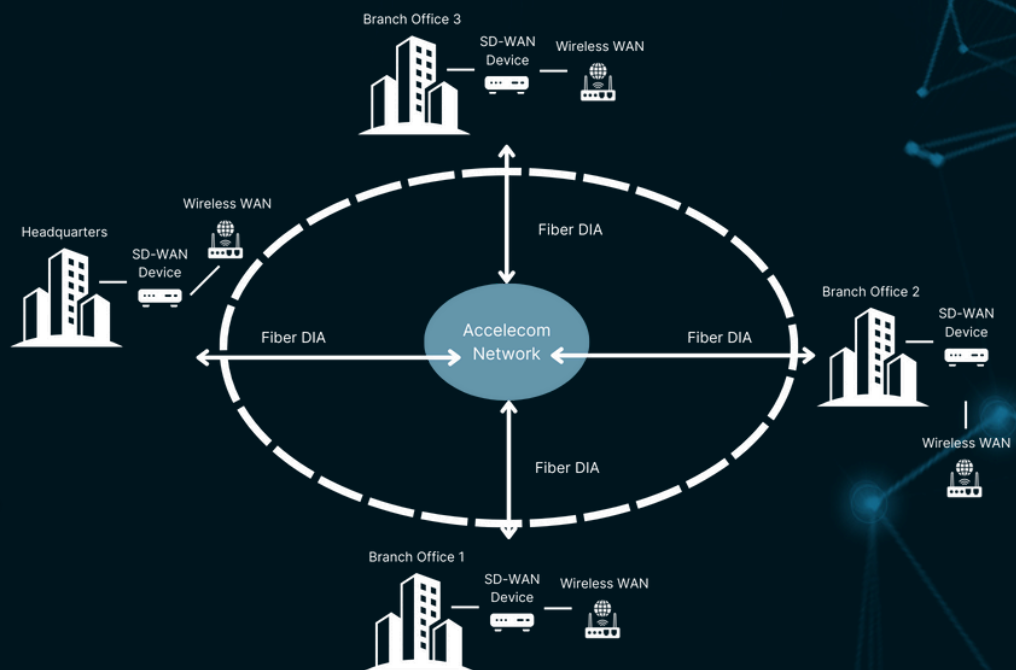 Branch Office 3
SD-WAN
Device
Wireless WAN
Wireless WAN
Headquarters
SD-WAN
Device
Fiber DIA
Branch Office 2
SD-WAN
Device
Accelecom
Network
Fiber DIA
Fiber DIA
Wireless WAN
Fiber DIA
Branch Office 1
SD-WAN
Device
Wireless WAN